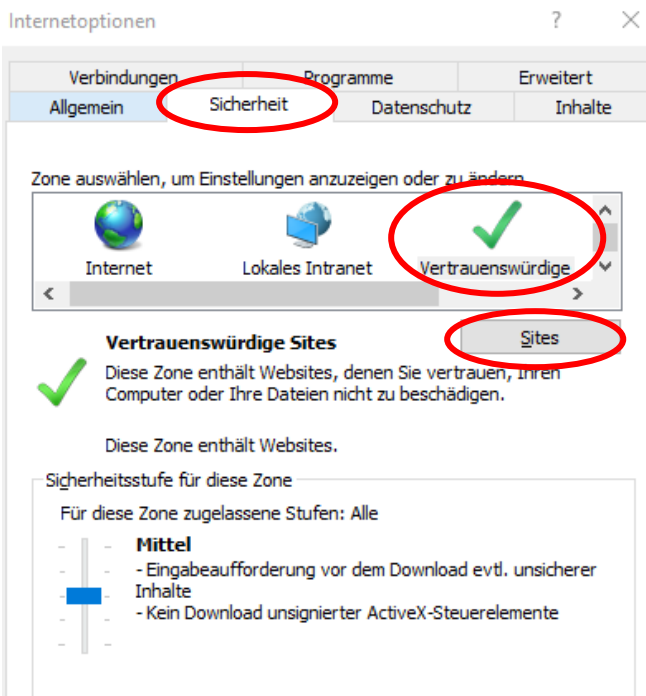 Internetoptionen ?
Verbindungen Programme Erweitert
Allgemein Sicherheit Datenschutz Inhalte
Zone auswählen, um Einstellungen anzuzeigen oder zu ändern.
Internet Lokales Intranet Vertrauenswürdige
Sites
Vertrauenswürdige Sites
Diese Zone enthält Websites, denen Sie vertrauen, Ihren
Computer oder Ihre Dateien nicht zu beschädigen.
Diese Zone enthält Websites.
Sicherheitsstufe für diese Zone
Für diese Zone zugelassene Stufen: Alle
Mittel
- Eingabeaufforderung vor dem Download evtl. unsicherer
Inhalte
- Kein Download unsignierter ActiveX-Steuerelemente